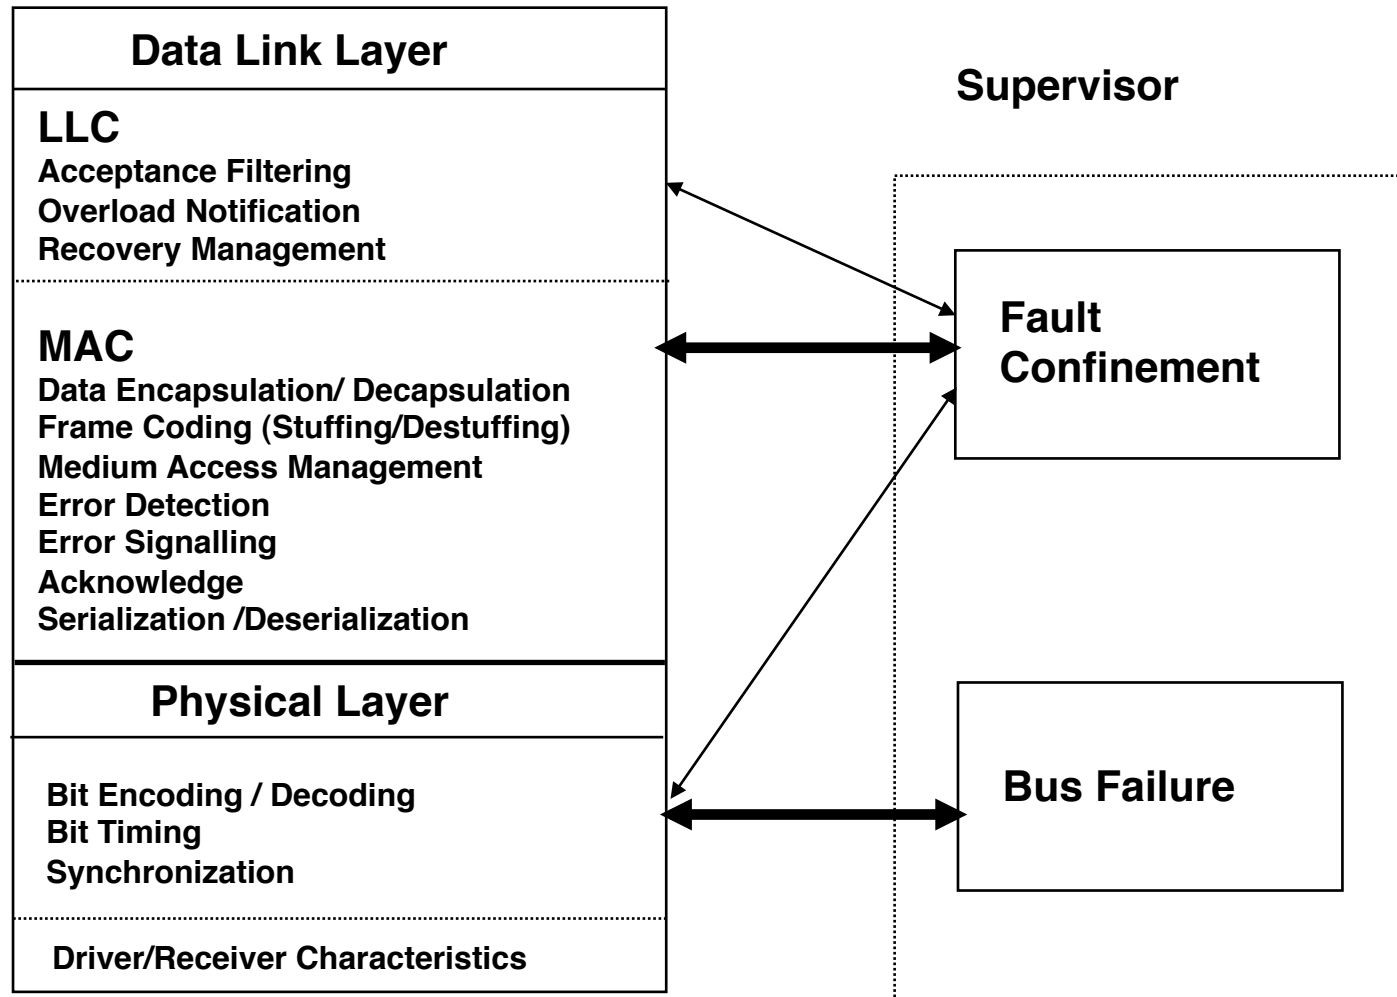 Data Link Layer
LLC
Acceptance Filtering
Overload Notification
Recovery Management
MAC
Data Encapsulation/ Decapsulation
Frame Coding (Stuffing/Destuffing)
Medium Access Management
Error Detection
Error Signalling
Acknowledge
Serialization /Deserialization
Physical Layer
Bit Encoding / Decoding
Bit Timing
Synchronization
Driver/Receiver Characteristics
Supervisor
Fault
Confinement
Bus Failure